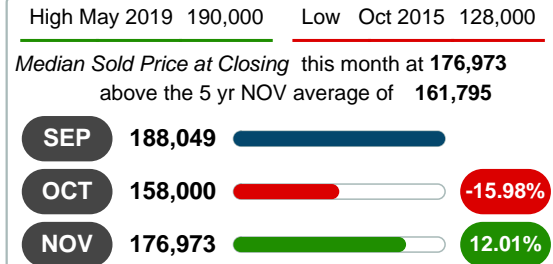 High May 2019 190,000 Low Oct 2015 128,000
Median Sold Price at Closing this month at 176,973
above the 5 yr NOV average of 161,795
SEP 188,049
OCT 158,000 -15.98%
NOV 176,973 12.01%